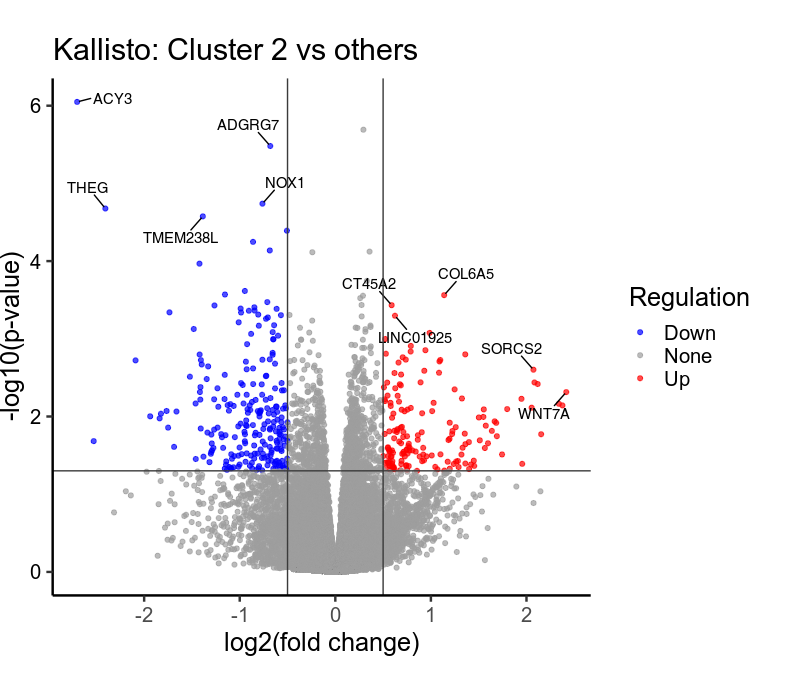 Kallisto: Cluster 2 vs others
6
4
2
0
-log10(p-value)
ACY3
ADGRG7
THEG
NOX1
TMEM238L
CT45A2
COL6A5
LINC01925
SORCS2
WNT7A
-2
-1
0
1
2
log2(fold change)
Regulation
Down
None
Up